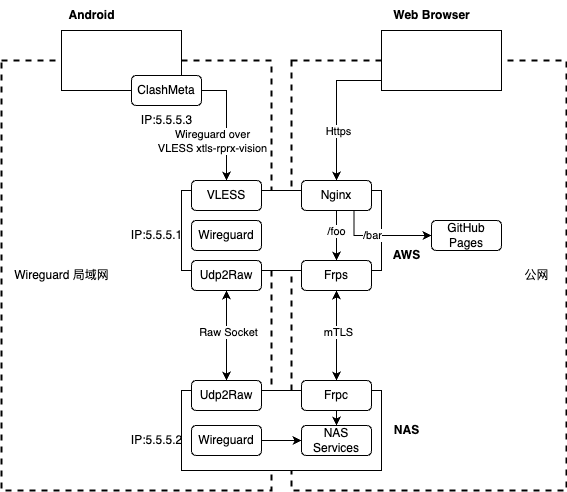 Android
Web Browser
ClashMeta
IP:5.5.5.3
Wireguard over
VLESS xtls-rprx-vision
Https
VLESS
Nginx
IP:5.5.5.1
Wireguard
/foo
/bar
GitHub
Pages
AWS
Wireguard 局域网
Udp2Raw
Frps
公网
Raw Socket
mTLS
Udp2Raw
Frpc
NAS
IP:5.5.5.2
Wireguard
NAS
Services